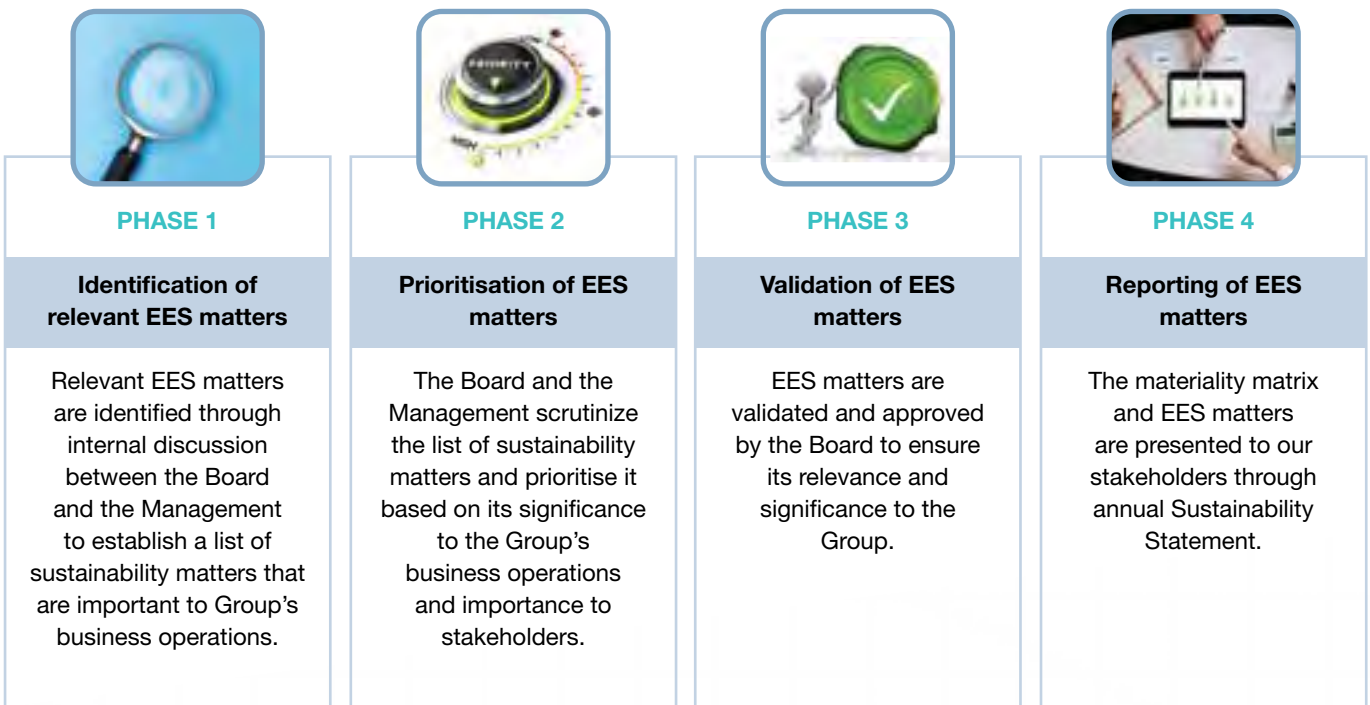 PRIORITY
HIGH
PHASE 1
Identification of
relevant EES matters
Relevant EES matters
are identified through
internal discussion
between the Board
and the Management
to establish a list of
sustainability matters that
are important to Group’s
business operations.
PHASE 2
Prioritisation of EES
matters
The Board and the
Management scrutinize
the list of sustainability
matters and prioritise it
based on its significance
to the Group’s
business operations
and importance to
stakeholders.
PHASE 3
Validation of EES
matters
EES matters are
validated and approved
by the Board to ensure
its relevance and
significance to the
Group.
PHASE 4
Reporting of EES
matters
The materiality matrix
and EES matters
are presented to our
stakeholders through
annual Sustainability
Statement.